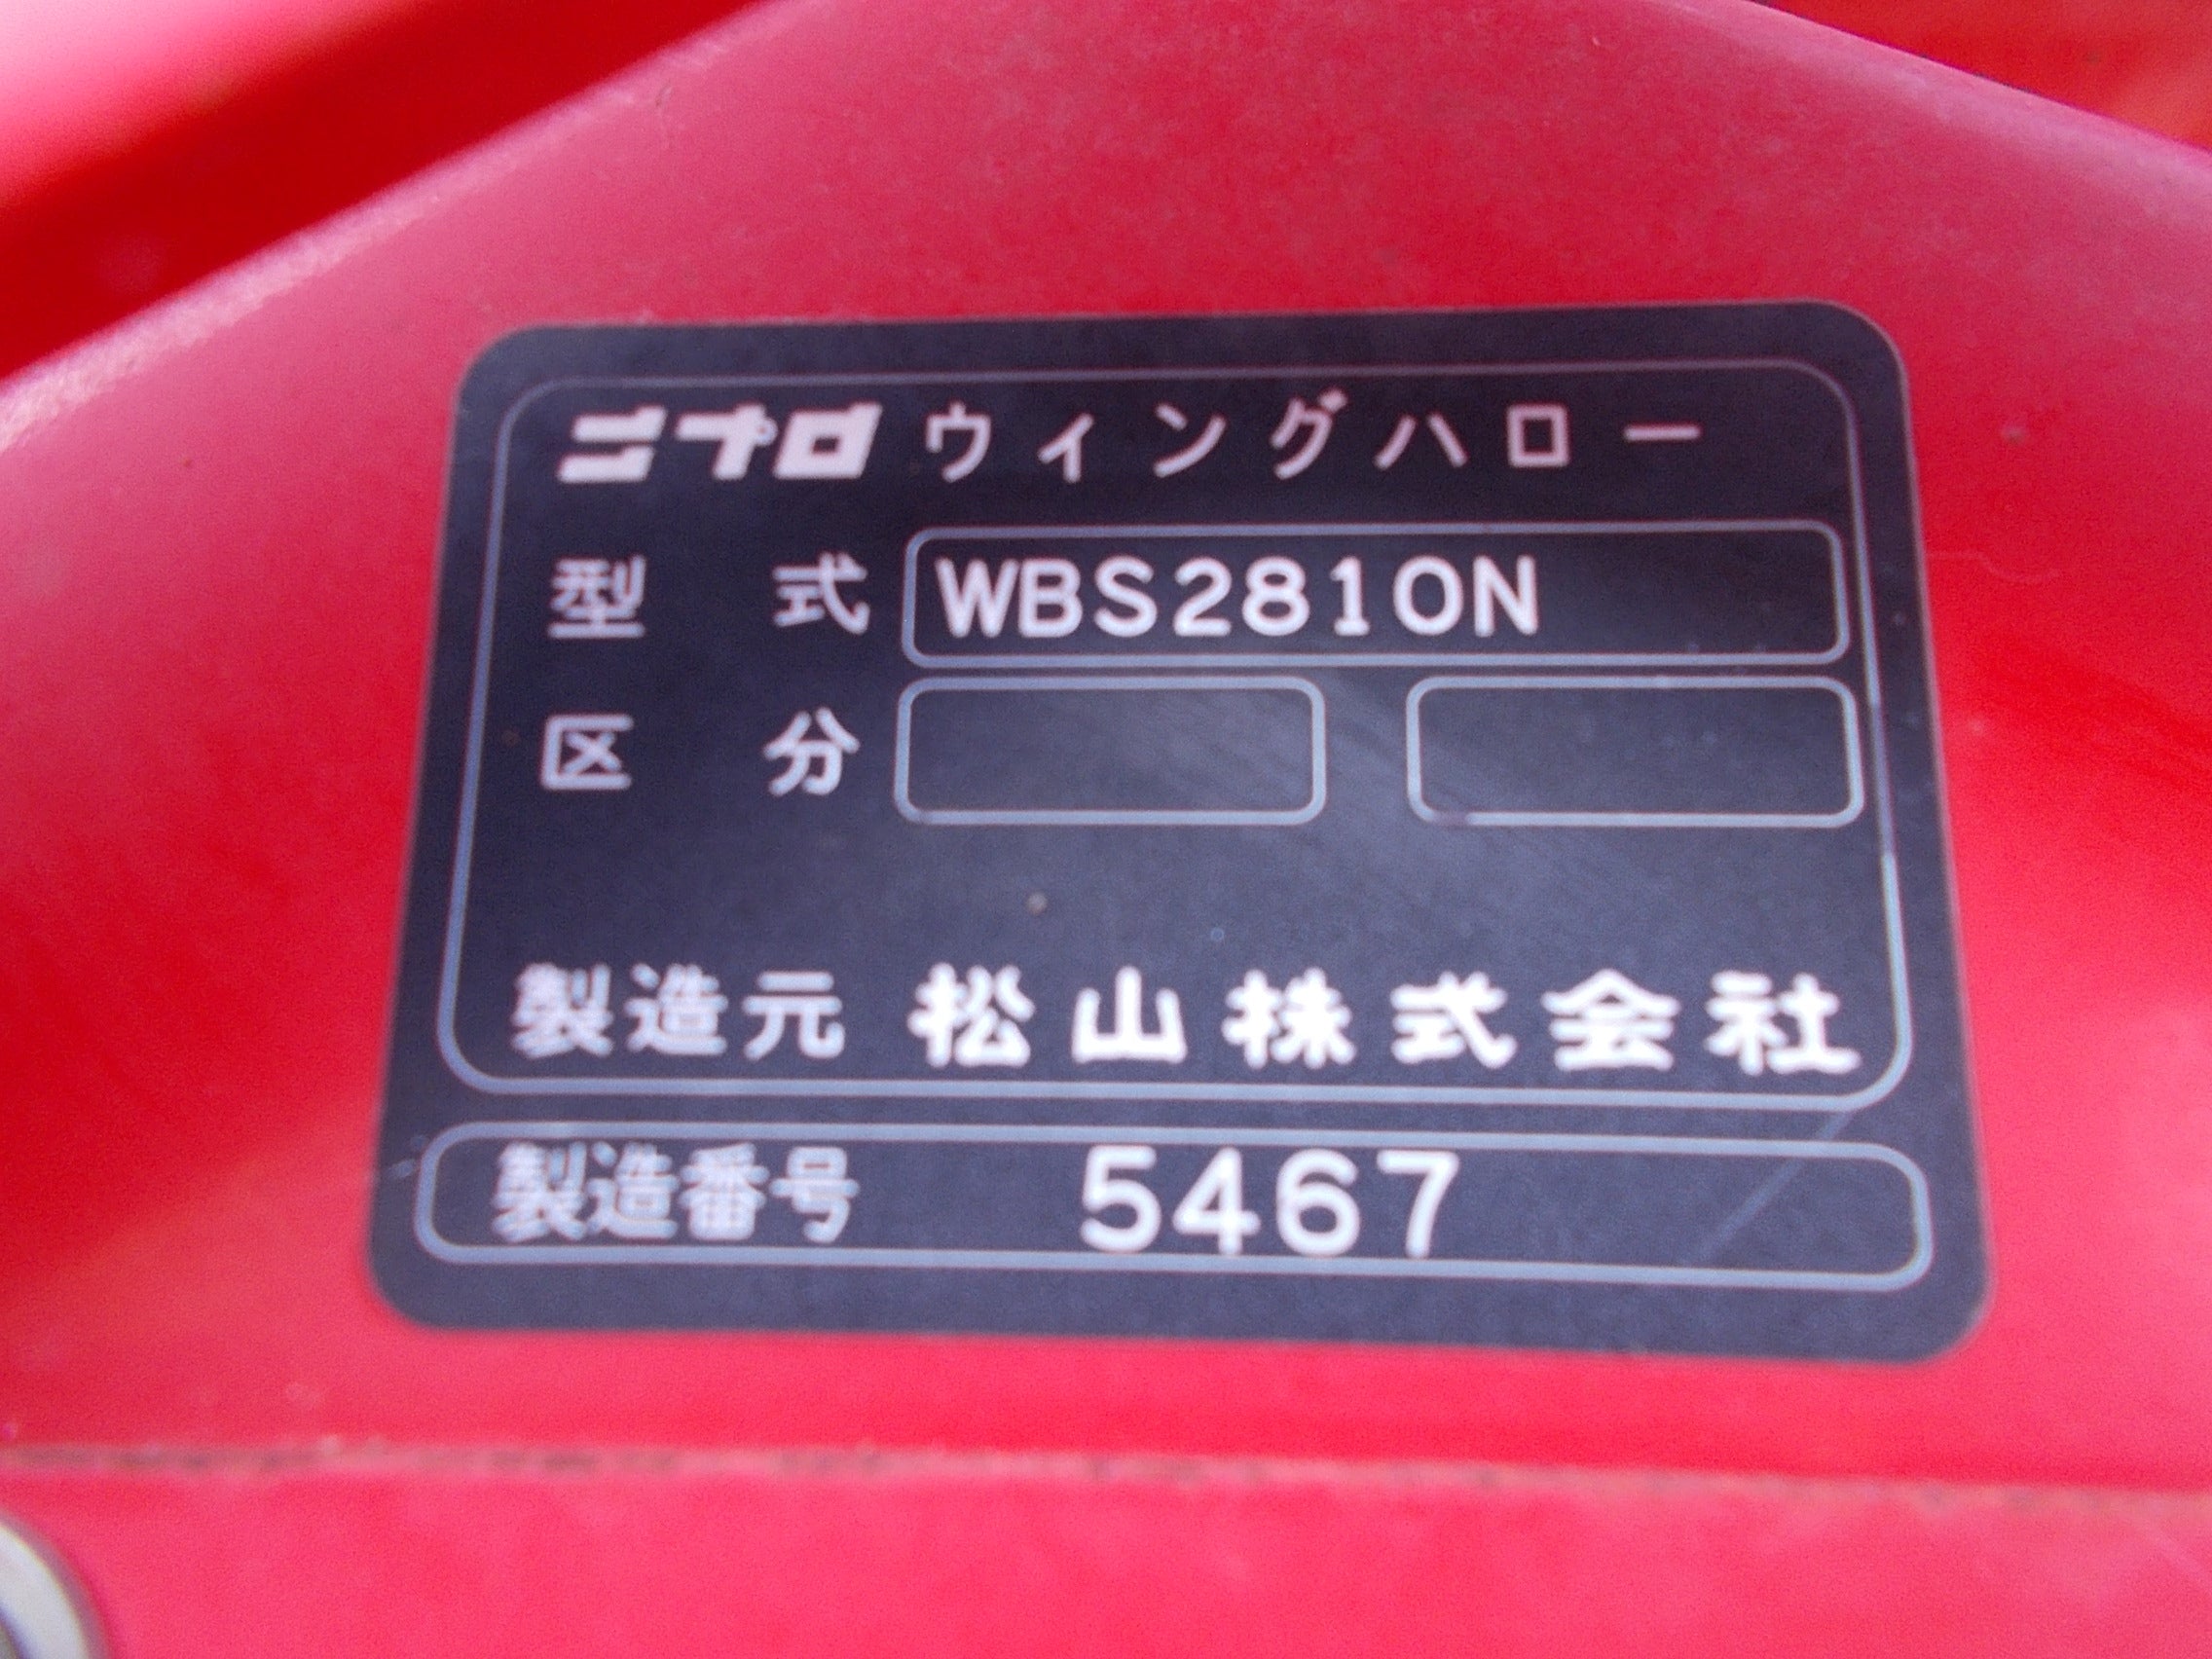 ニプロ ウィングハロー
型式 WBS2810N
区分
製造元 松山株式会社
製造番号 5467